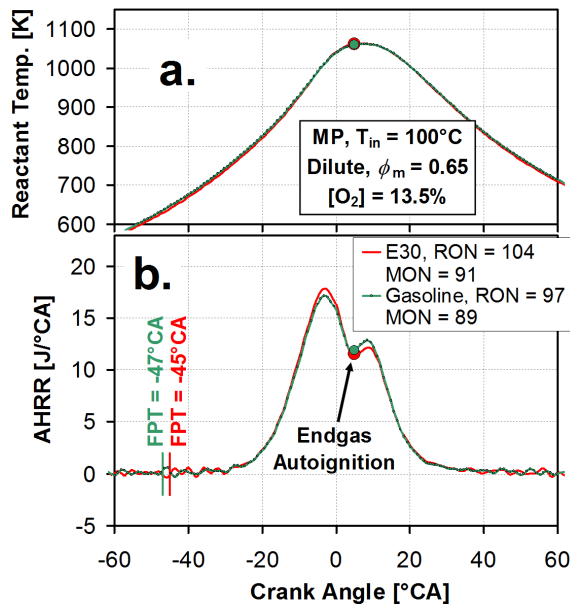 Reactant Temp. [K]
1100
1000
900
800
700
600
a.
MP, T_in = 100°C
Dilute, ϕ_m = 0.65
[O₂] = 13.5%
AHRR [J/°CA]
20
15
10
5
0
-5
b.
E30, RON = 104
MON = 91
Gasoline, RON = 97
MON = 89
FPT = -47°CA
FPT = -45°CA
Endgas
Autoignition
-60
-40
-20
0
20
40
60
Crank Angle [°CA]